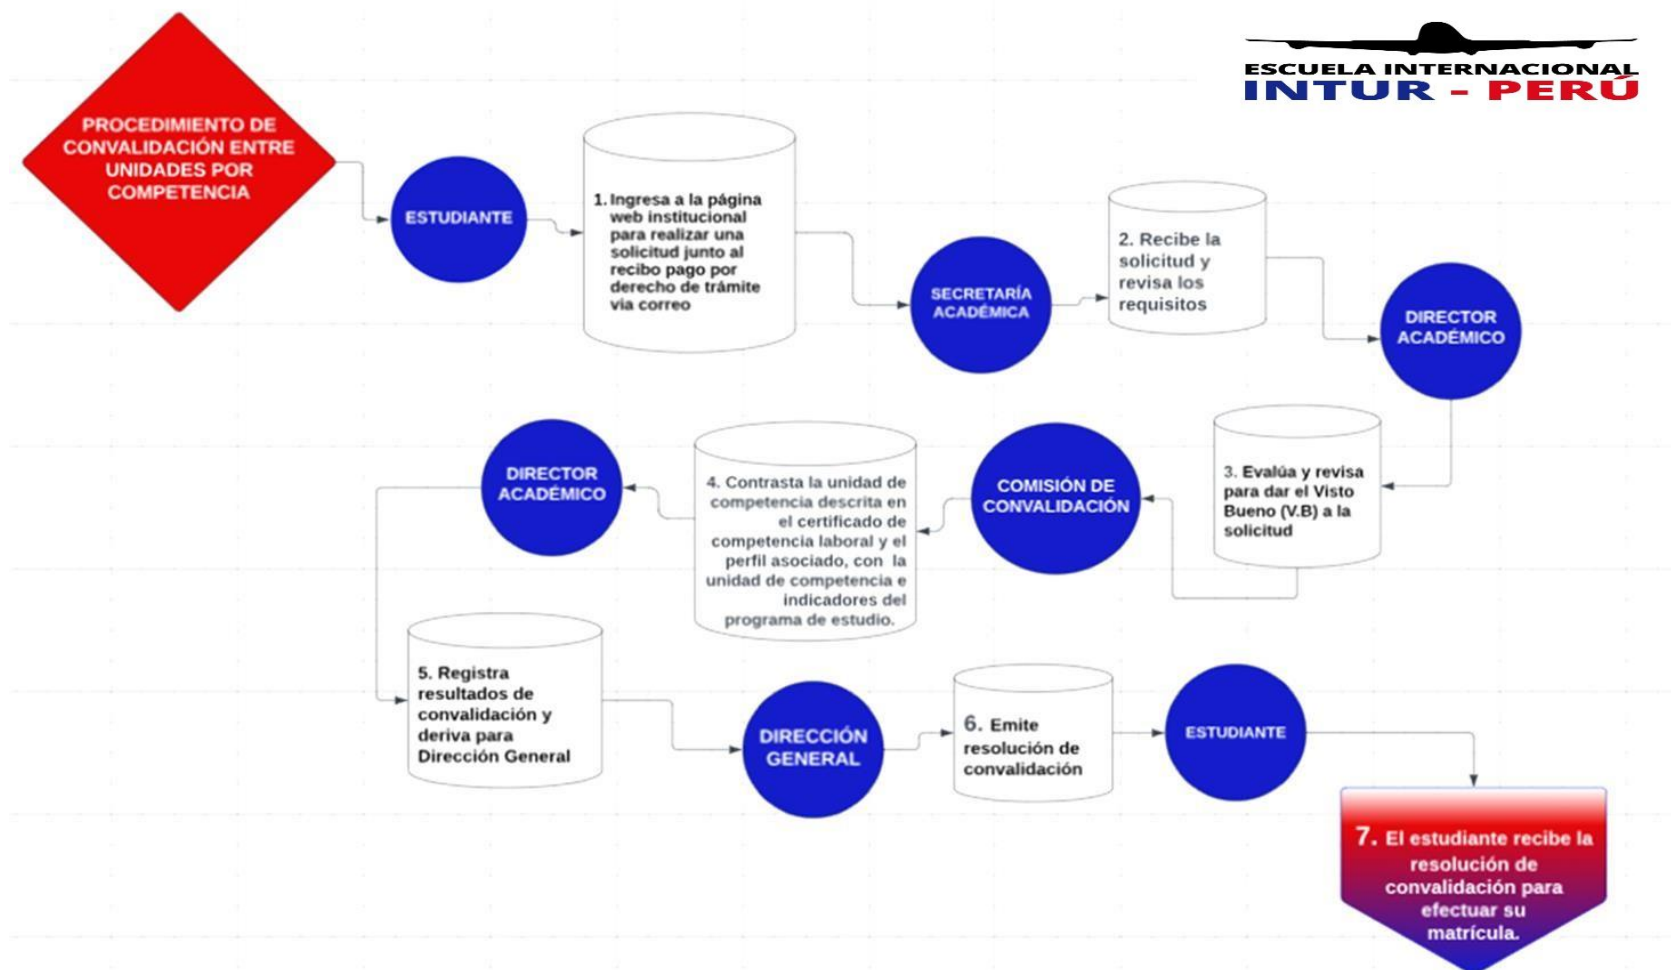 ESCUELA INTERNACIONAL
INTUR - PERÚ
PROCEDIMIENTO DE
CONVALIDACIÓN ENTRE
UNIDADES POR
COMPETENCIA
ESTUDIANTE
1. Ingresa a la página
web institucional
para realizar una
solicitud junto al
recibo pago por
derecho de trámite
via correo
SECRETARÍA
ACADÉMICA
2. Recibe la
solicitud y
revisa los
requisitos
DIRECTOR
ACADÉMICO
3. Evalúa y revisa
para dar el Visto
Bueno (V.B) a la
solicitud
COMISIÓN DE
CONVALIDACIÓN
4. Contrasta la unidad de
competencia descrita en
el certificado de
competencia laboral y el
perfil asociado, con la
unidad de competencia e
indicadores del
programa de estudio.
DIRECTOR
ACADÉMICO
5. Registra
resultados de
convalidación y
deriva para
Dirección General
DIRECCIÓN
GENERAL
6. Emite
resolución de
convalidación
ESTUDIANTE
7. El estudiante recibe la
resolución de
convalidación para
efectuar su
matrícula.